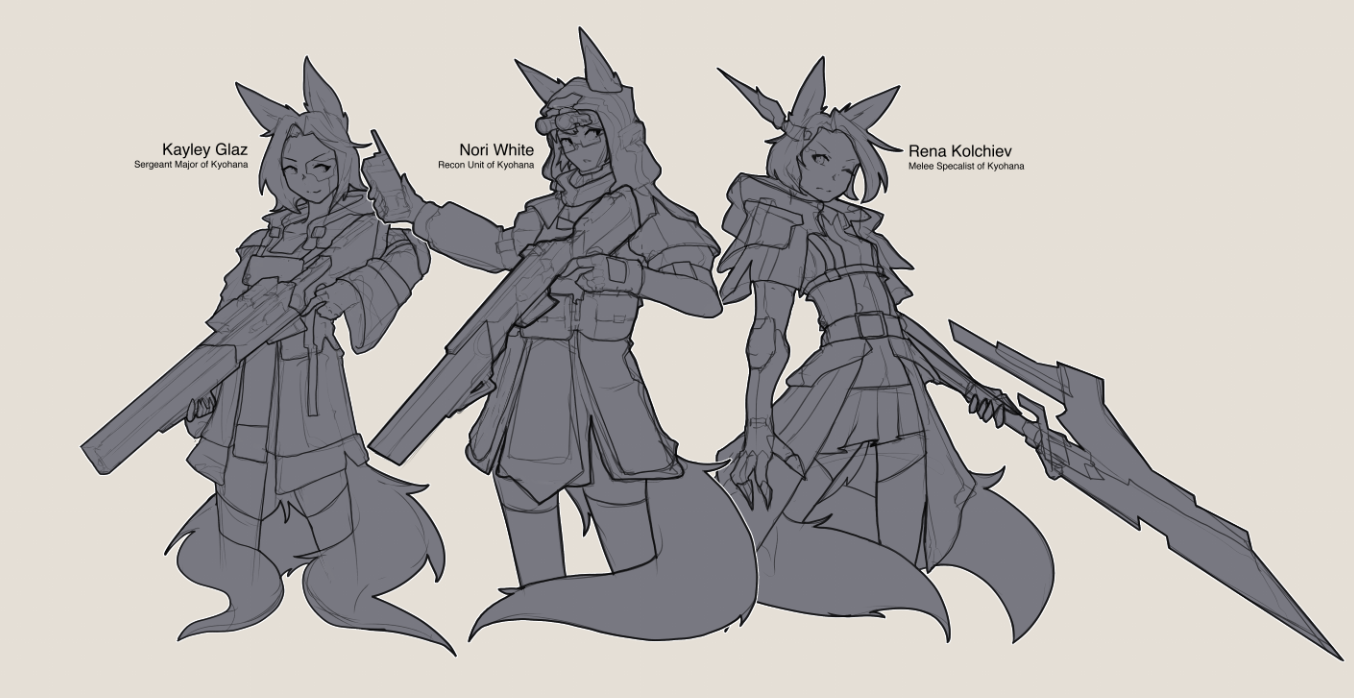 Kayley Glaz
Sergeant Major of Kyohana
Nori White
Recon Unit of Kyohana
Rena Kolchiev
Melee Specalist of Kyohana